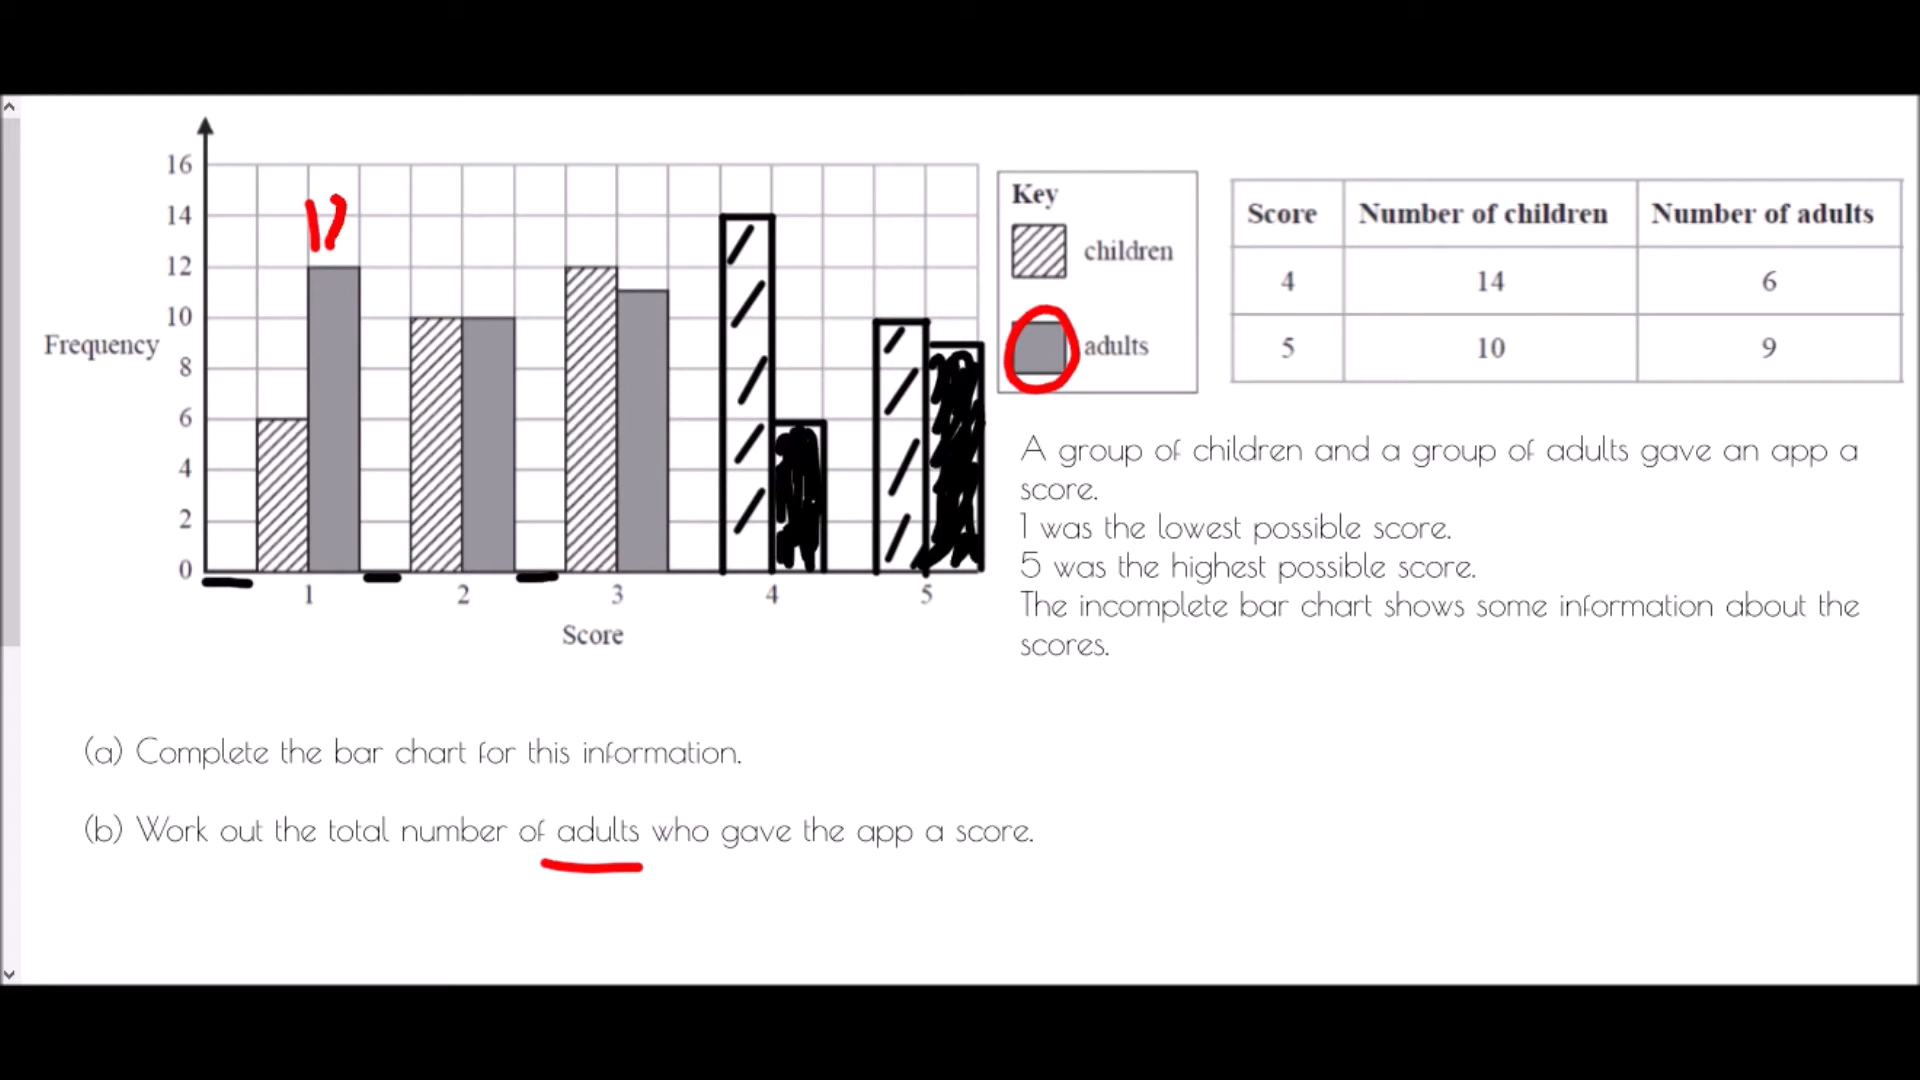 16
14
12
10
8
6
4
2
0
Frequency
1 2 3 4 5
Score
Key
children
adults
Score Number of children Number of adults
4 14 6
5 10 9
A group of children and a group of adults gave an app a
score.
1 was the lowest possible score.
5 was the highest possible score.
The incomplete bar chart shows some information about the
scores.
(a) Complete the bar chart for this information.
(b) Work out the total number of adults who gave the app a score.